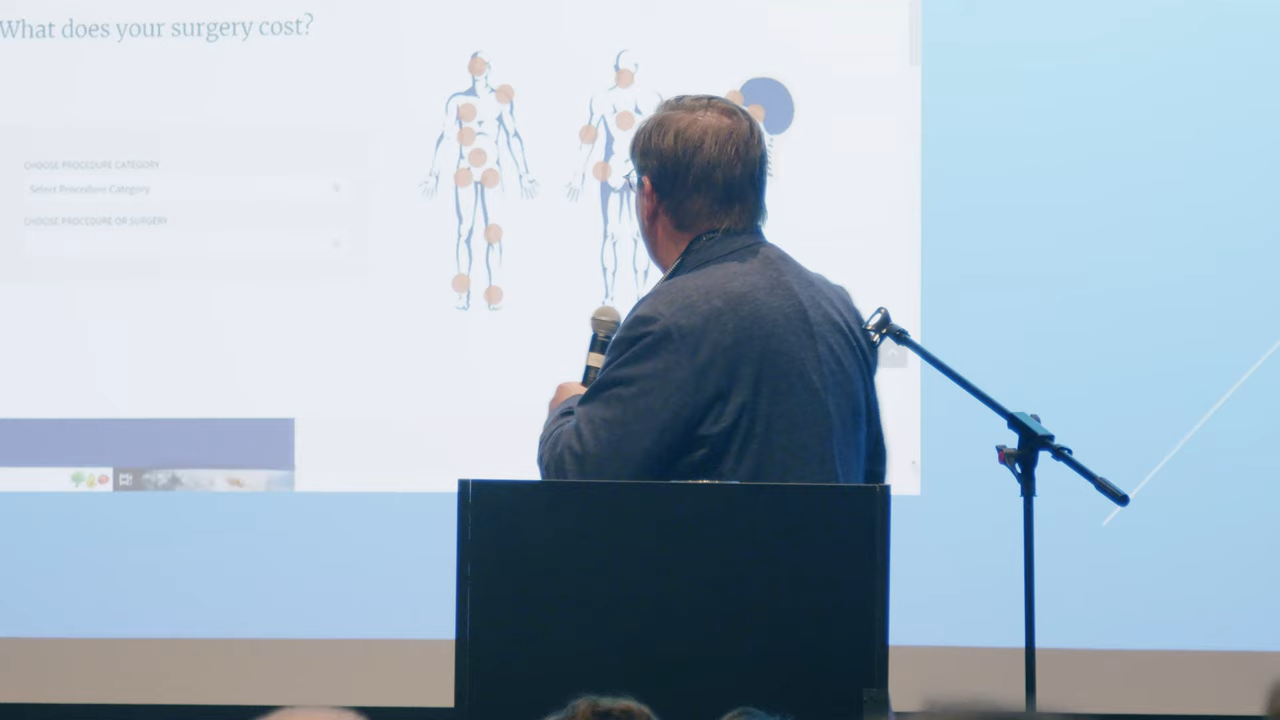 What does your surgery cost?
CHOOSE PROCEDURE CATEGORY
Select Procedure Category
CHOOSE PROCEDURE OR SURGERY